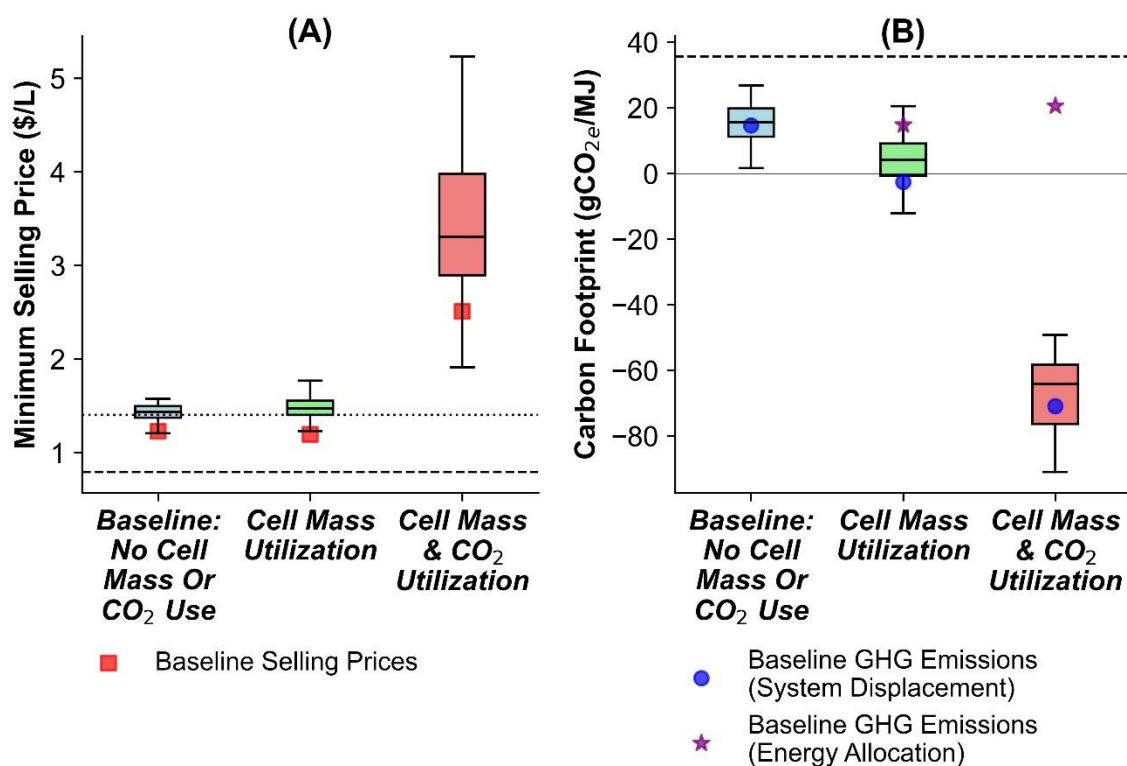 (A)
Minimum Selling Price ($/L)
5
4
3
2
1
Baseline:
No Cell
Mass Or
CO₂ Use
Cell Mass
Utilization
Cell Mass
& CO₂
Utilization
Baseline Selling Prices
(B)
Carbon Footprint (gCO₂ₑ/MJ)
40
20
0
−20
−40
−60
−80
Baseline:
No Cell
Mass Or
CO₂ Use
Cell Mass
Utilization
Cell Mass
& CO₂
Utilization
Baseline GHG Emissions
(System Displacement)
Baseline GHG Emissions
(Energy Allocation)